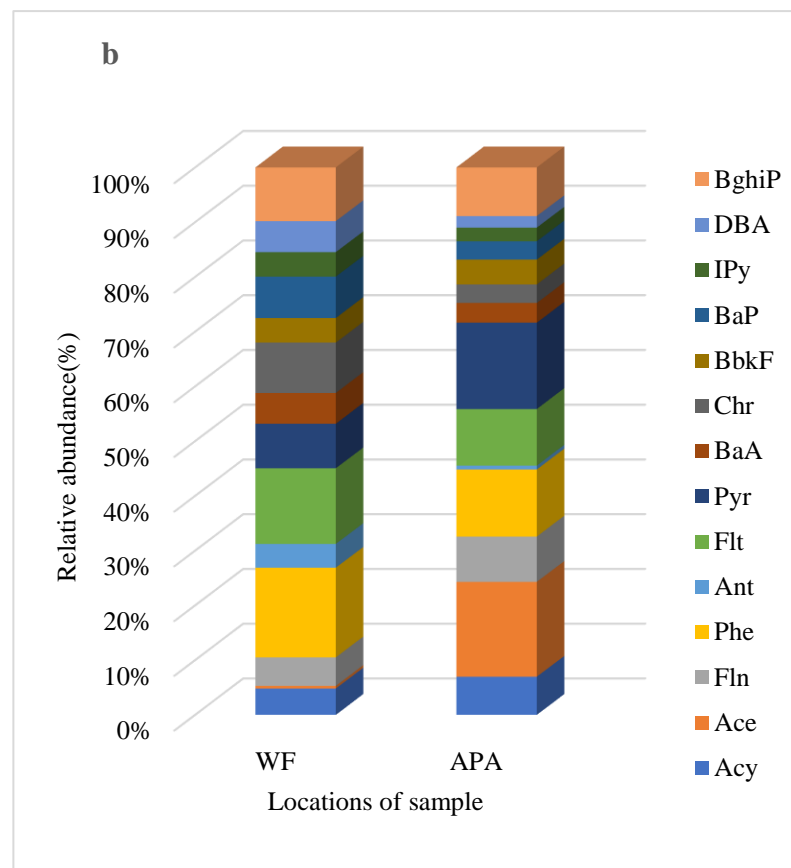 b
100%
90%
80%
70%
60%
50%
40%
30%
20%
10%
0%
Relative abundance(%)
WF
APA
Locations of sample
BghiP
DBA
IPy
BaP
BbkF
Chr
BaA
Pyr
Flt
Ant
Phe
Fln
Ace
Acy